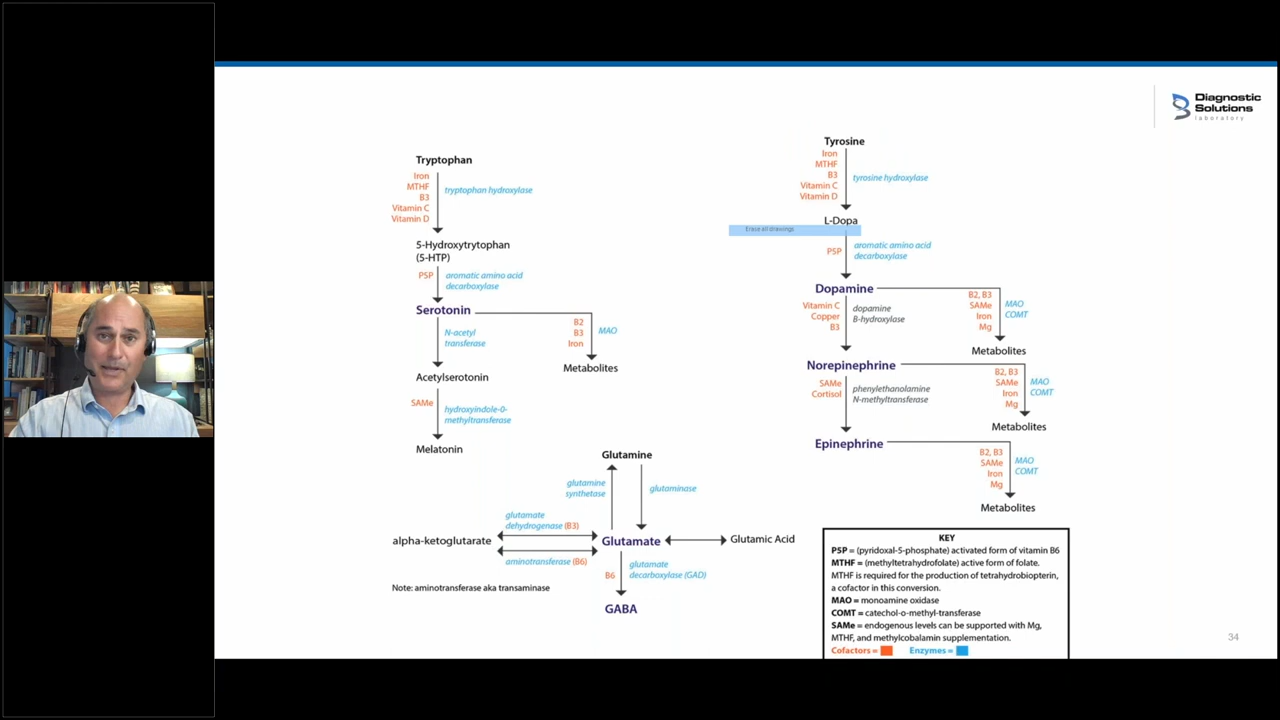 Diagnostic
Solutions
laboratory
Tryptophan
Iron
MTHF
B3
Vitamin C
Vitamin D
tryptophan hydroxylase
5-Hydroxytrytophan
(5-HTP)
P5P
aromatic amino acid
decarboxylase
Serotonin
N-acetyl
transferase
B2
B3
Iron
MAO
Metabolites
Acetylserotonin
SAMe
hydroxyindole-0-
methyltransferase
Melatonin
Tyrosine
Iron
MTHF
B3
Vitamin C
Vitamin D
tyrosine hydroxylase
L-Dopa
Erase all drawings
P5P
aromatic amino acid
decarboxylase
Dopamine
Vitamin C
Copper
B3
dopamine
B-hydroxylase
B2, B3
SAMe
Iron
Mg
MAO
COMT
Metabolites
Norepinephrine
SAMe
Cortisol
phenylethanolamine
N-methyltransferase
B2, B3
SAMe
Iron
Mg
MAO
COMT
Metabolites
Epinephrine
B2, B3
SAMe
Iron
Mg
MAO
COMT
Metabolites
Glutamine
glutamine
synthetase
glutaminase
glutamate
dehydrogenase (B3)
alpha-ketoglutarate
Glutamate
Glutamic Acid
aminotransferase (B6)
B6
glutamate
decarboxylase (GAD)
Note: aminotransferase aka transaminase
GABA
KEY
P5P = (pyridoxal-5-phosphate) activated form of vitamin B6
MTHF = (methyltetrahydrofolate) active form of folate.
MTHF is required for the production of tetrahydrobiopterin,
a cofactor in this conversion.
MAO = monoamine oxidase
COMT = catechol-o-methyl-transferase
SAMe = endogenous levels can be supported with Mg,
MTHF, and methylcobalamin supplementation.
Cofactors = Enzymes =
34